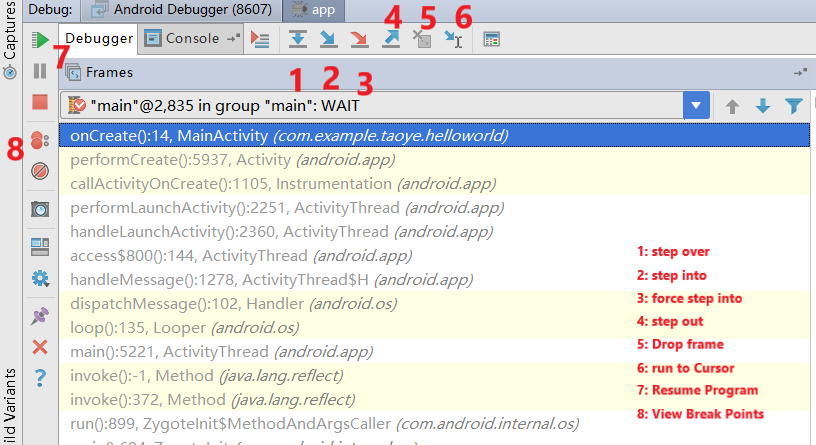 Debug: Android Debugger (8607) app
Captures
Debugger Console
4 5 6
7
Frames
1 2 3
"main"@2,835 in group "main": WAIT
8
onCreate():14, MainActivity (com.example.taoye.helloworld)
performCreate():5937, Activity (android.app)
callActivityOnCreate():1105, Instrumentation (android.app)
performLaunchActivity():2251, ActivityThread (android.app)
handleLaunchActivity():2360, ActivityThread (android.app)
access$800():144, ActivityThread (android.app)
handleMessage():1278, ActivityThread$H (android.app)
dispatchMessage():102, Handler (android.os)
loop():135, Looper (android.os)
main():5221, ActivityThread (android.app)
invoke():-1, Method (java.lang.reflect)
invoke():372, Method (java.lang.reflect)
run():899, ZygoteInit$MethodAndArgsCaller (com.android.internal.os)
1: step over
2: step into
3: force step into
4: step out
5: Drop frame
6: run to Cursor
7: Resume Program
8: View Break Points
?
ild Variants